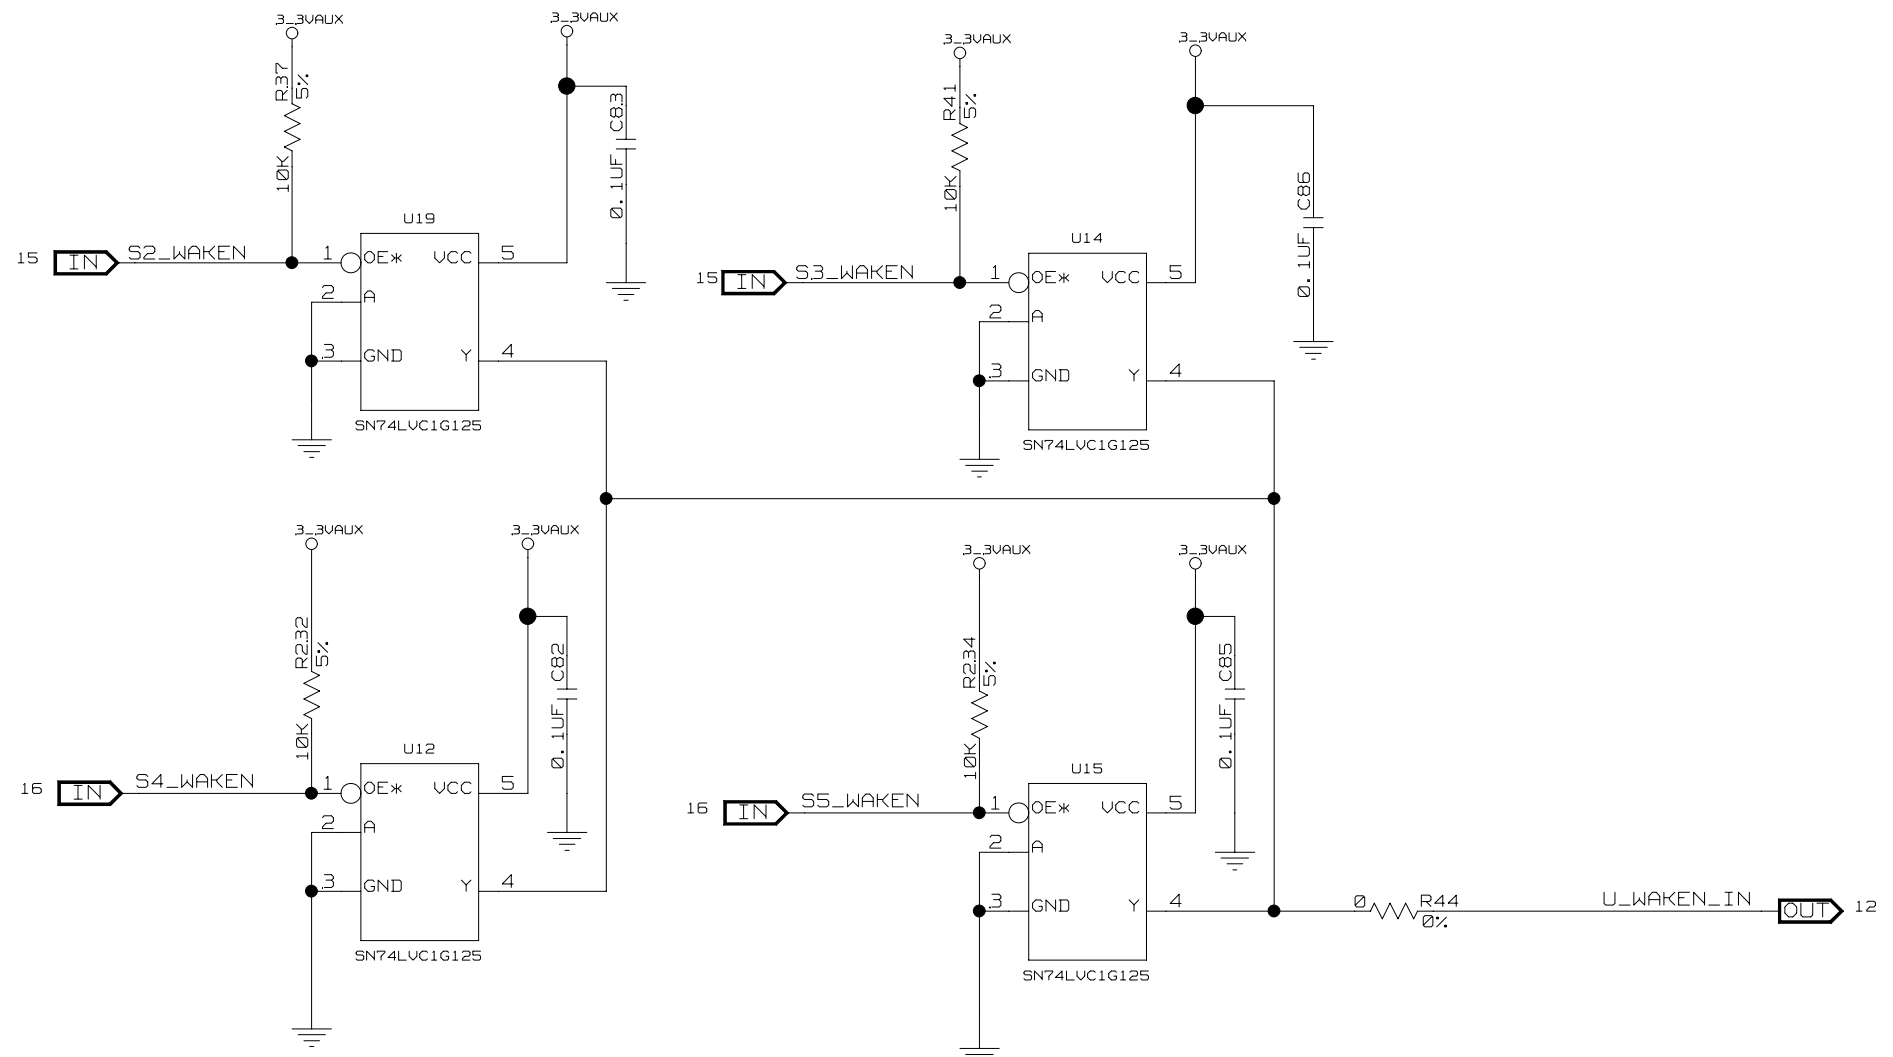 3_3VAUX
R37
5%
10K
3_3VAUX
C83
0.1UF
U19
15
IN
S2_WAKEN
1
OE*
VCC
5
2
A
3
GND
Y
4
SN74LVC1G125
3_3VAUX
R41
5%
10K
3_3VAUX
C86
0.1UF
U14
15
IN
S3_WAKEN
1
OE*
VCC
5
2
A
3
GND
Y
4
SN74LVC1G125
3_3VAUX
R232
5%
10K
3_3VAUX
C82
0.1UF
U12
16
IN
S4_WAKEN
1
OE*
VCC
5
2
A
3
GND
Y
4
SN74LVC1G125
3_3VAUX
R234
5%
10K
3_3VAUX
C85
0.1UF
U15
16
IN
S5_WAKEN
1
OE*
VCC
5
2
A
3
GND
Y
4
SN74LVC1G125
0
R44
0%
U_WAKEN_IN
OUT
12